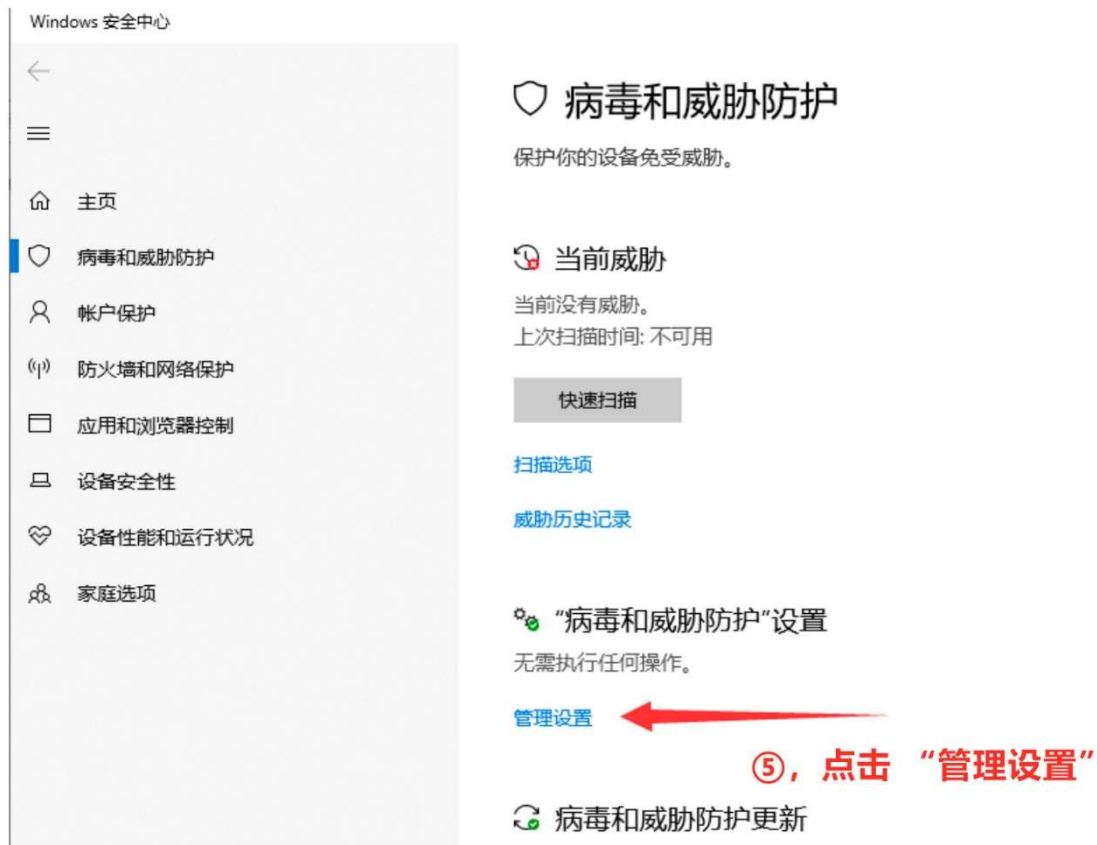 Windows 安全中心
主页
病毒和威胁防护
帐户保护
防火墙和网络保护
应用和浏览器控制
设备安全性
设备性能和运行状况
家庭选项
病毒和威胁防护
保护你的设备免受威胁。
当前威胁
当前没有威胁。
上次扫描时间: 不可用
快速扫描
扫描选项
威胁历史记录
“病毒和威胁防护”设置
无需执行任何操作。
管理设置
⑤，点击 “管理设置”
病毒和威胁防护更新